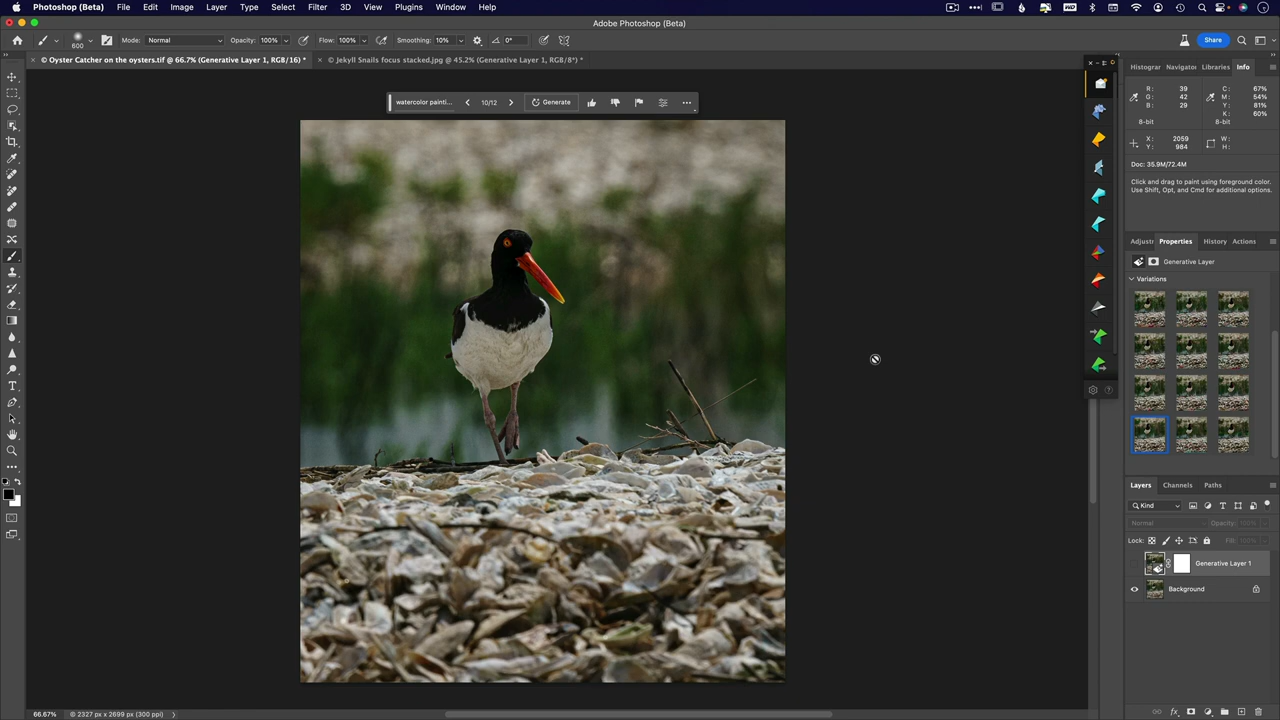 Photoshop (Beta) File Edit Image Layer Type Select Filter 3D View Plugins Window Help
Adobe Photoshop (Beta)
600 Mode: Normal Opacity: 100% Flow: 100% Smoothing: 10% 0° Share
× © Oyster Catcher on the oysters.tif @ 66.7% (Generative Layer 1, RGB/16) * × © Jekyll Snails focus stacked.jpg @ 45.2% (Generative Layer 1, RGB/8*) *
Histogran Navigator Libraries Info
R: 39 C: 67%
G: 42 M: 54%
B: 29 Y: 81%
K: 60%
8-bit 8-bit
X: 2059 W:
Y: 984 H:
Doc: 35.9M/72.4M
Click and drag to paint using foreground color.
Use Shift, Opt, and Cmd for additional options.
watercolor painti... 10/12 Generate
Adjustr Properties History Actions
Generative Layer
Variations
Layers Channels Paths
Kind
Normal Opacity: 100%
Lock: Fill: 100%
Generative Layer 1
Background
fx
66.67% © 2327 px x 2699 px (300 ppi)